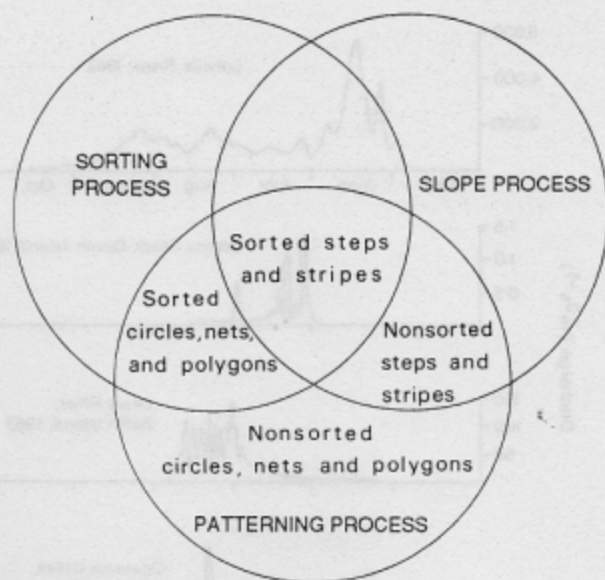 SORTING
PROCESS
SLOPE PROCESS
Sorted steps
and stripes
Sorted
circles, nets,
and polygons
Nonsorted
steps and
stripes
Nonsorted
circles, nets and polygons
PATTERNING PROCESS